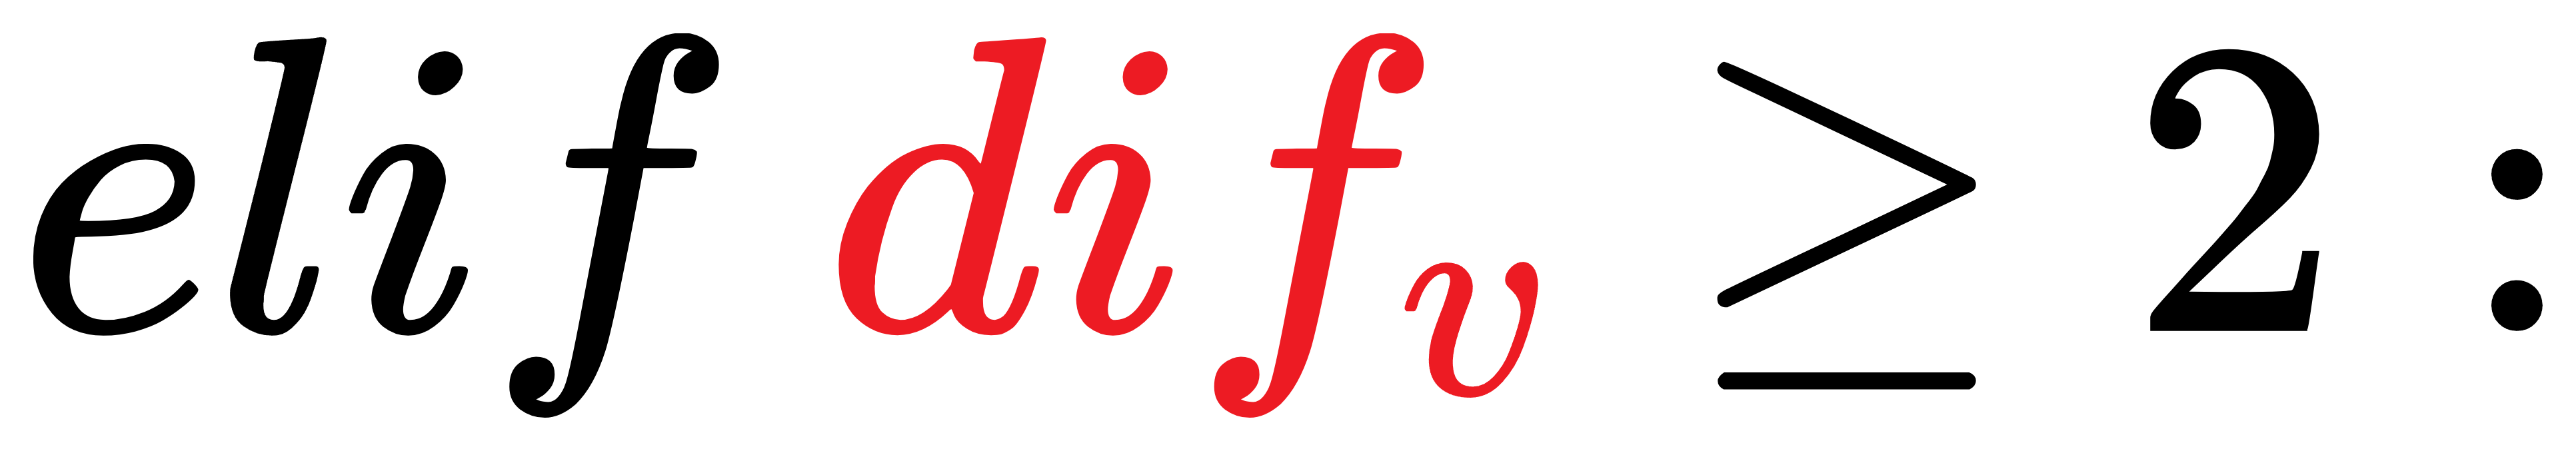 elif dif_v ≥ 2 :